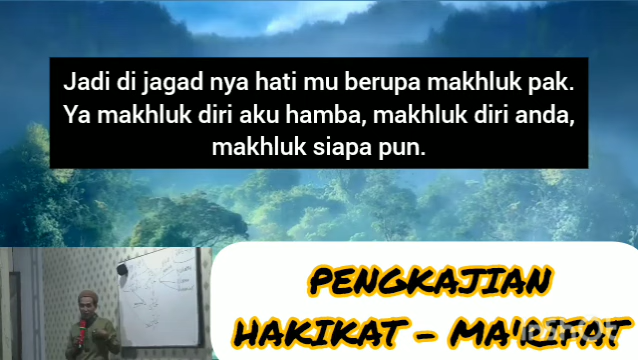 Jadi di jagad nya hati mu berupa makhluk pak.
Ya makhluk diri aku hamba, makhluk diri anda,
makhluk siapa pun.
PENGKAJIAN
HAKIKAT - MA'RIFAT